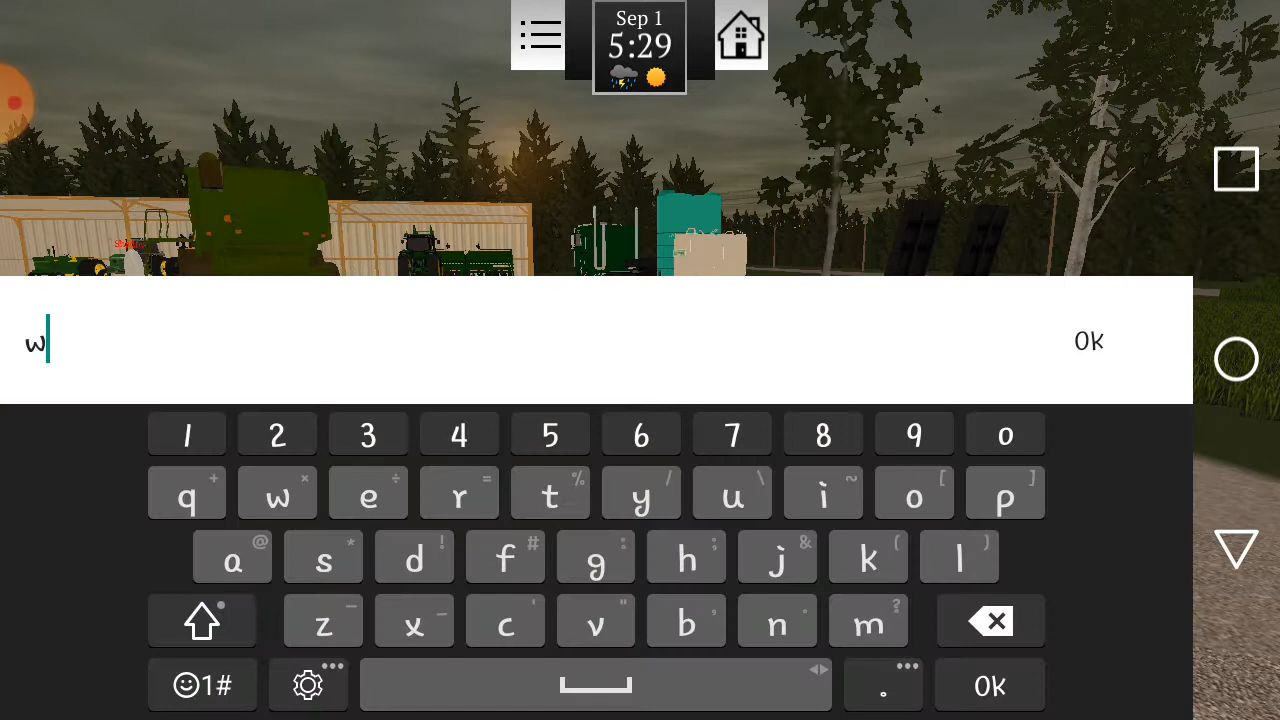 Sep 1
5:29
w
Ok
1 2 3 4 5 6 7 8 9 0
+ × ÷ = % / \ ~ [ ]
q w e r t y u i o p
@ * ! # : ; & ( )
a s d f g h j k l
– _ ' " , . ?
z x c v b n m
1# . Ok